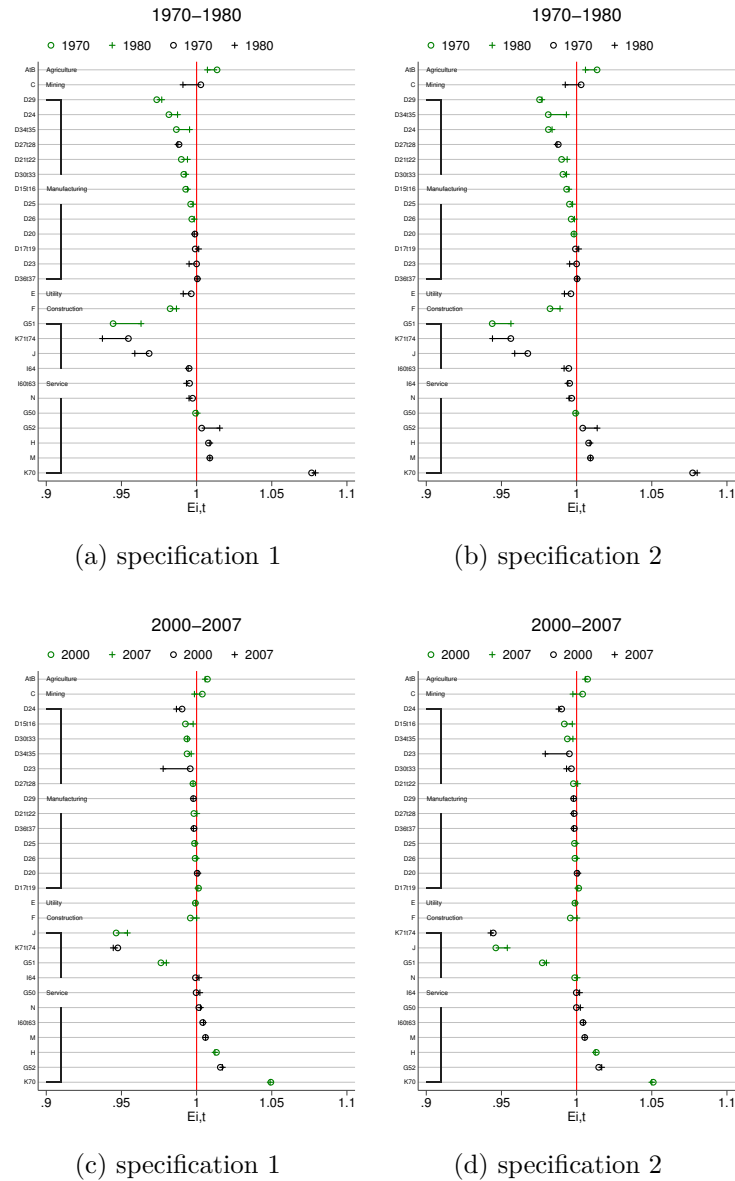 1970−1980
1970 1980 1970 1980
AtB Agriculture
C Mining
D29
D24
D34t35
D27t28
D21t22
D30t33
D15t16 Manufacturing
D25
D26
D20
D17t19
D23
D36t37
E Utility
F Construction
G51
K71t74
J
I64
I60t63 Service
N
G50
G52
H
M
K70
.9 .95 1 1.05 1.1
Ei,t
(a) specification 1
1970−1980
1970 1980 1970 1980
AtB Agriculture
C Mining
D29
D34t35
D24
D27t28
D21t22
D30t33
D15t16 Manufacturing
D25
D26
D20
D17t19
D23
D36t37
E Utility
F Construction
G51
K71t74
J
I60t63
I64 Service
N
G50
G52
H
M
K70
.9 .95 1 1.05 1.1
Ei,t
(b) specification 2
2000−2007
2000 2007 2000 2007
AtB Agriculture
C Mining
D24
D15t16
D30t33
D34t35
D23
D27t28
D29 Manufacturing
D21t22
D36t37
D25
D26
D20
D17t19
E Utility
F Construction
J
K71t74
G51
I64
G50 Service
N
I60t63
M
H
G52
K70
.9 .95 1 1.05 1.1
Ei,t
(c) specification 1
2000−2007
2000 2007 2000 2007
AtB Agriculture
C Mining
D24
D15t16
D34t35
D23
D30t33
D21t22
D29 Manufacturing
D27t28
D36t37
D25
D26
D20
D17t19
E Utility
F Construction
K71t74
J
G51
N
I64 Service
G50
I60t63
M
H
G52
K70
.9 .95 1 1.05 1.1
Ei,t
(d) specification 2